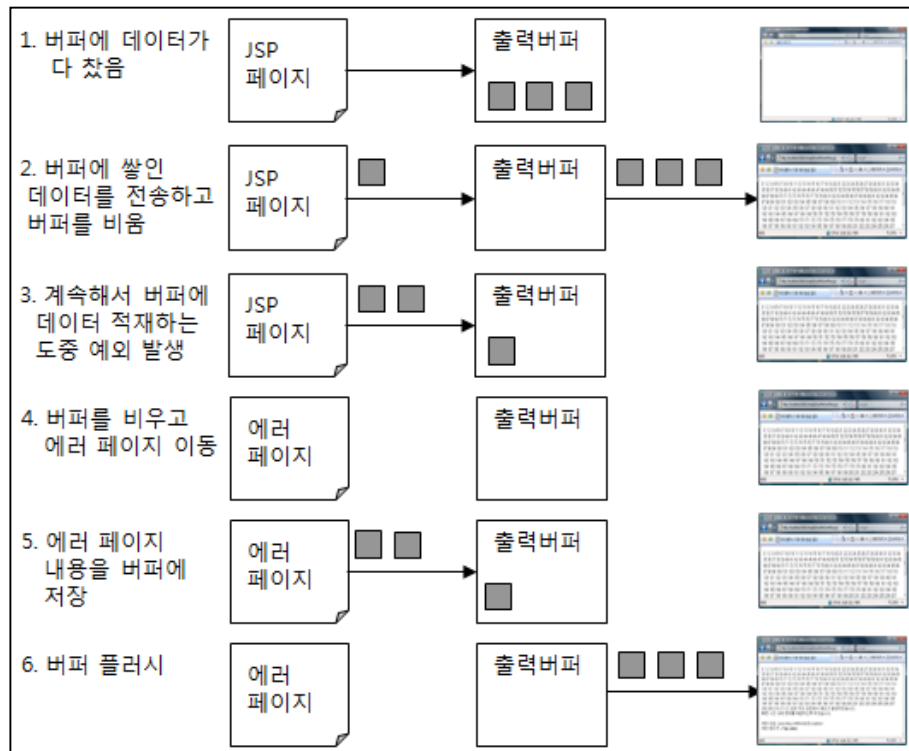 1. 버퍼에 데이터가
다 찼음
JSP
페이지
출력버퍼
2. 버퍼에 쌓인
데이터를 전송하고
버퍼를 비움
JSP
페이지
출력버퍼
3. 계속해서 버퍼에
데이터 적재하는
도중 예외 발생
JSP
페이지
출력버퍼
4. 버퍼를 비우고
에러 페이지 이동
에러
페이지
출력버퍼
5. 에러 페이지
내용을 버퍼에
저장
에러
페이지
출력버퍼
6. 버퍼 플러시
에러
페이지
출력버퍼